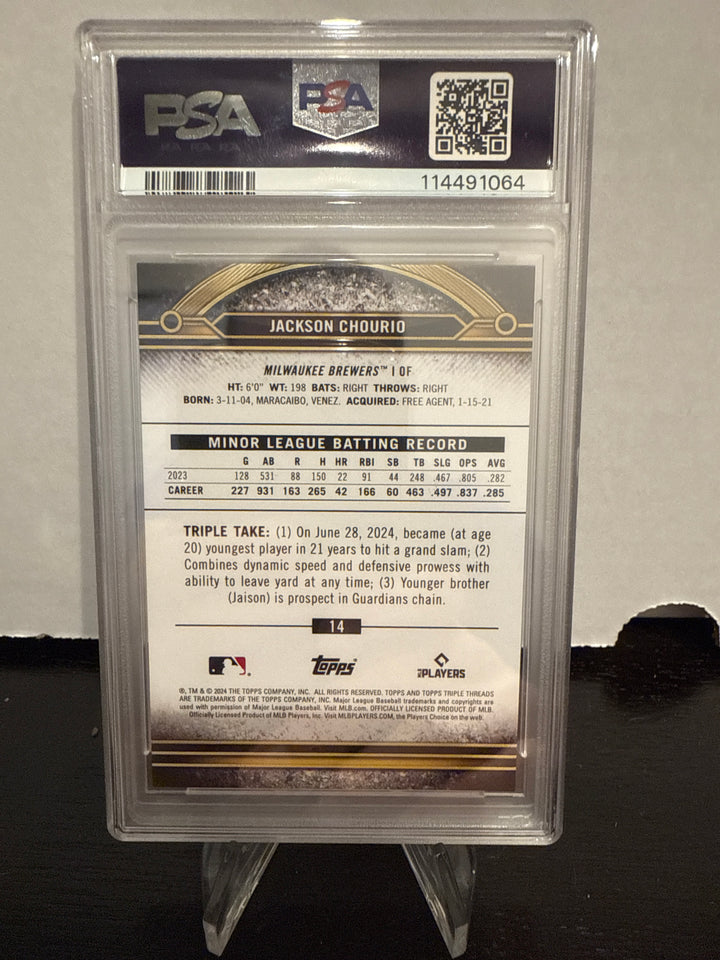 PSA
PSA
114491064
JACKSON CHOURIO
MILWAUKEE BREWERS™ | OF
HT: 6'0" WT: 198 BATS: RIGHT THROWS: RIGHT
BORN: 3-11-04, MARACAIBO, VENEZ. ACQUIRED: FREE AGENT, 1-15-21
MINOR LEAGUE BATTING RECORD
G AB R H HR RBI SB TB SLG OPS AVG
2023 128 531 88 150 22 91 44 248 .467 .805 .282
CAREER 227 931 163 265 42 166 60 463 .497 .837 .285
TRIPLE TAKE: (1) On June 28, 2024, became (at age
20) youngest player in 21 years to hit a grand slam; (2)
Combines dynamic speed and defensive prowess with
ability to leave yard at any time; (3) Younger brother
(Jaison) is prospect in Guardians chain.
14
Topps®
MLBPLAYERS
®, TM & © 2024 THE TOPPS COMPANY, INC. ALL RIGHTS RESERVED. TOPPS AND TOPPS TRIPLE THREADS
ARE TRADEMARKS OF THE TOPPS COMPANY, INC. Major League Baseball trademarks and copyrights are
used with permission of Major League Baseball. Visit MLB.com. OFFICIALLY LICENSED PRODUCT OF MLB.
Officially Licensed Product of MLB Players, Inc. Visit MLBPLAYERS.COM, the Players Choice on the web.